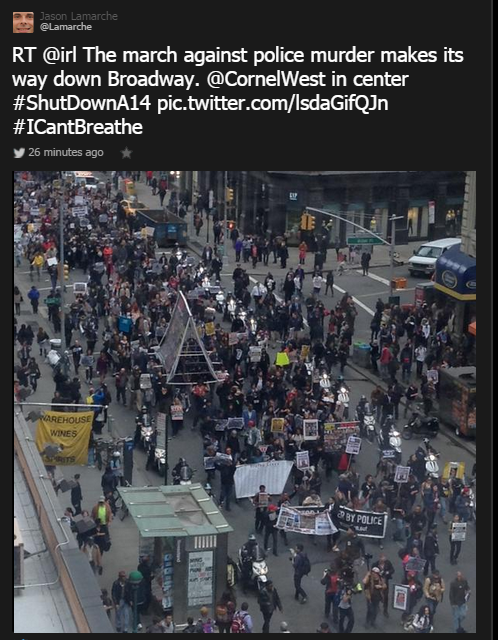 Jason Lamarche
@Lamarche
RT @irl The march against police murder makes its
way down Broadway. @CornelWest in center
#ShutDownA14 pic.twitter.com/lsdaGifQJn
#ICantBreathe
26 minutes ago
WAREHOUSE
WINES
BY POLICE